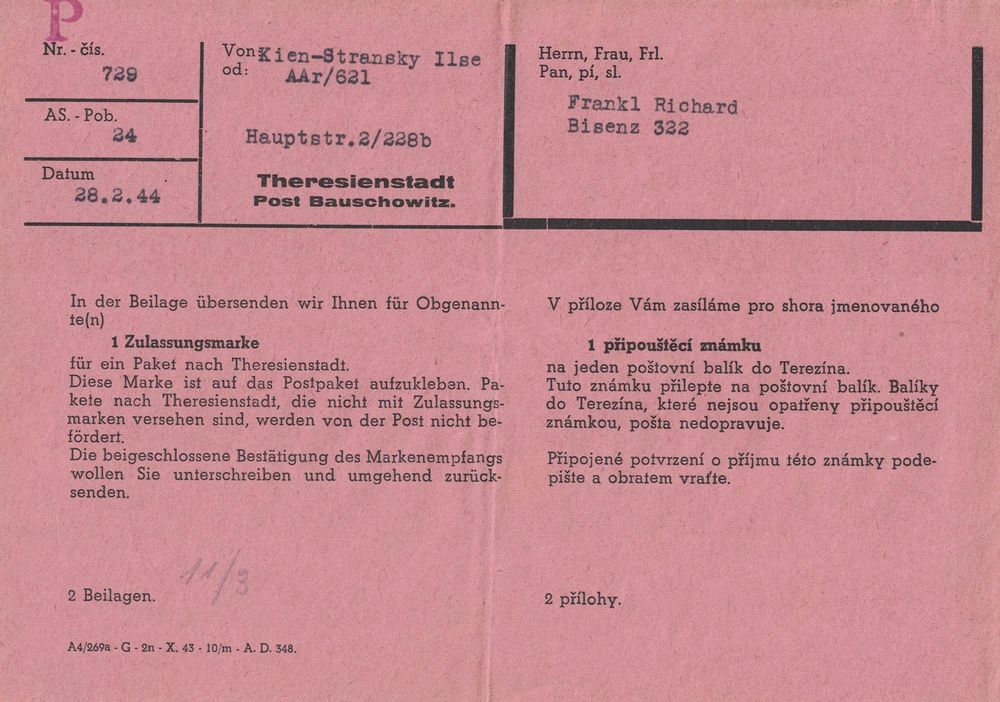 P
Nr. - čís.
729
AS. - Pob.
24
Datum
28.2.44
Von: Kien-Stransky Ilse
od: AAr/621
Hauptstr.2/228b
Theresienstadt
Post Bauschowitz.
Herrn, Frau, Frl.
Pan, pí, sl.
Frankl Richard
Bisenz 322
In der Beilage übersenden wir Ihnen für Obgenann-
te(n)
1 Zulassungsmarke
für ein Paket nach Theresienstadt.
Diese Marke ist auf das Postpaket aufzukleben. Pa-
kete nach Theresienstadt, die nicht mit Zulassungs-
marken versehen sind, werden von der Post nicht be-
fördert.
Die beigeschlossene Bestätigung des Markenempfangs
wollen Sie unterschreiben und umgehend zurück-
senden.
11/3
2 Beilagen.
A4/269a - G - 2n - X. 43 - 10/m - A. D. 348.
V příloze Vám zasíláme pro shora jmenovaného
1 připouštěcí známku
na jeden poštovní balík do Terezína.
Tuto známku přilepte na poštovní balík. Balíky
do Terezína, které nejsou opatřeny připouštěcí
známkou, pošta nedopravuje.
Připojené potvrzení o příjmu této známky pode-
pište a obratem vraťte.
2 přílohy.